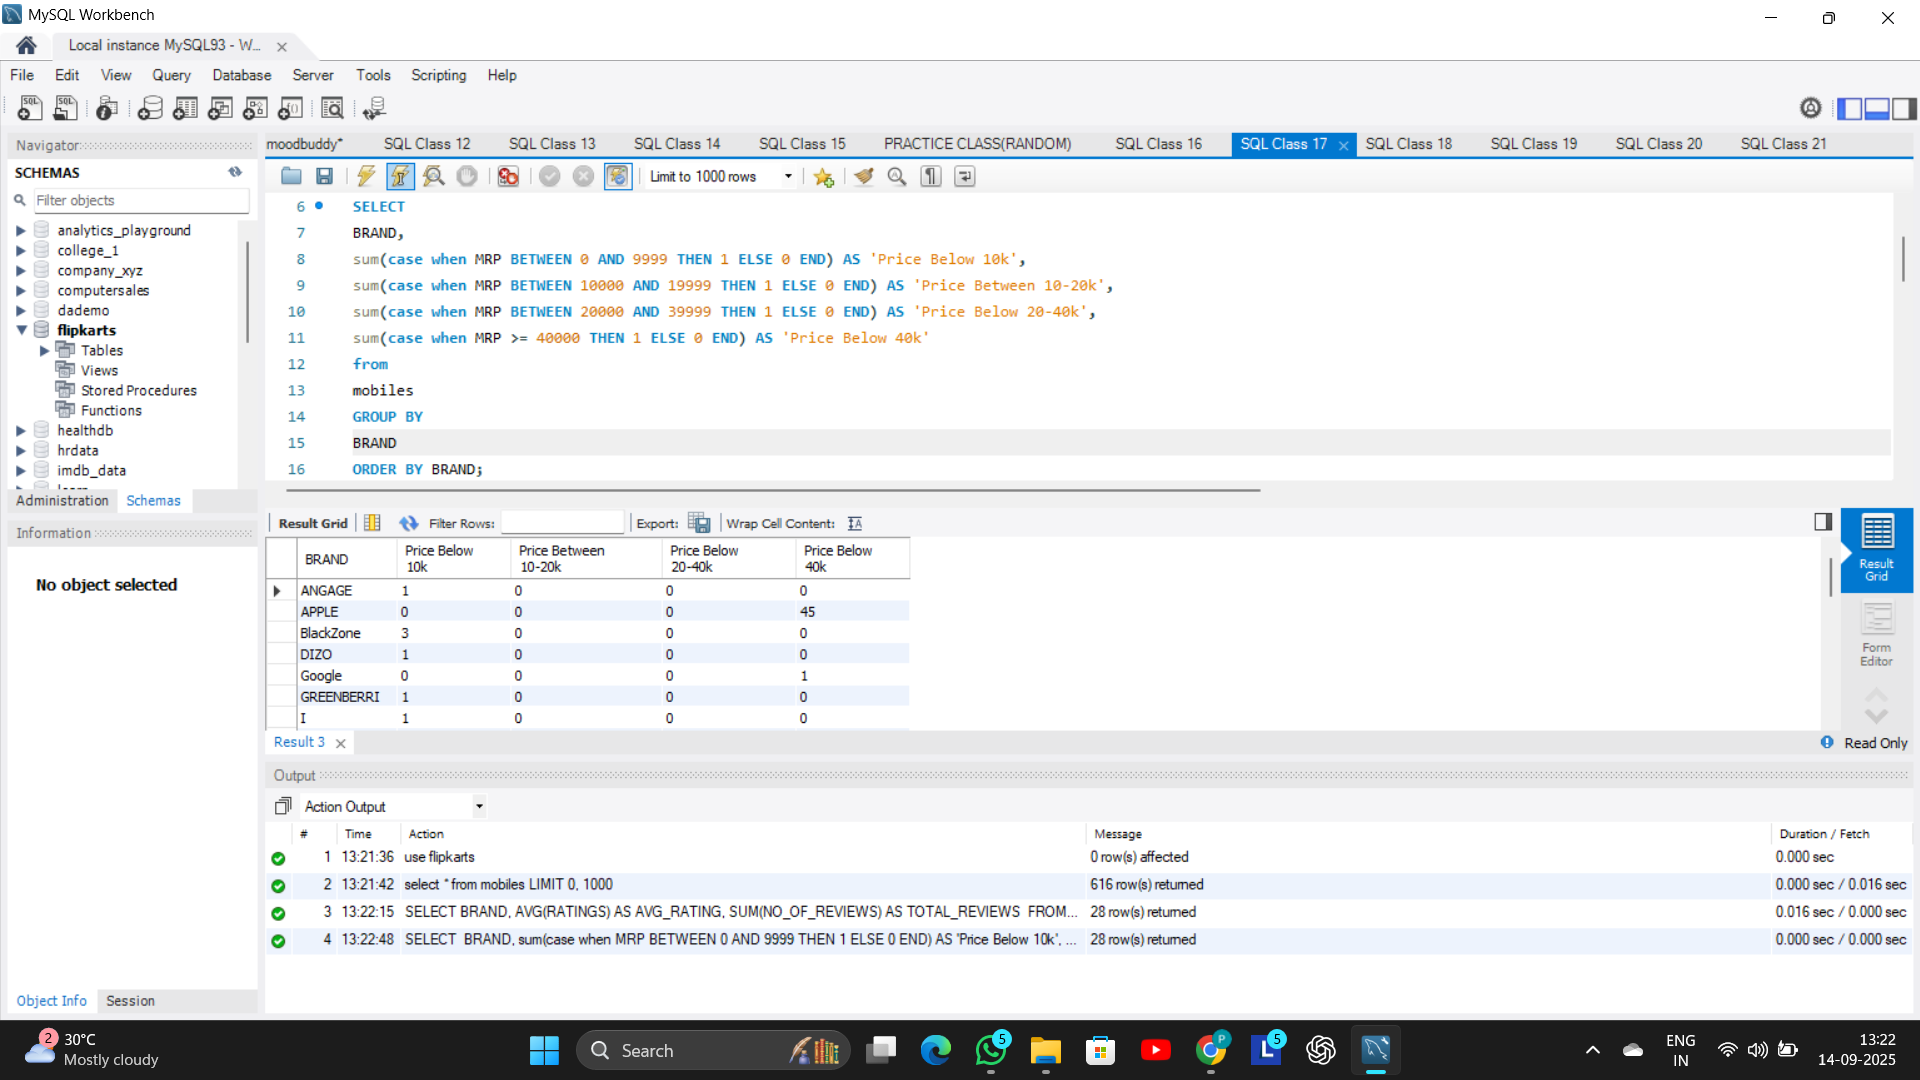 MySQL Workbench
Local instance MySQL93 - W...
File Edit View Query Database Server Tools Scripting Help
Navigator
SCHEMAS
Filter objects
analytics_playground
college_1
company_xyz
computersales
dademo
flipkarts
Tables
Views
Stored Procedures
Functions
healthdb
hrdata
imdb_data
Administration Schemas
Information
No object selected
Object Info Session
moodbuddy* SQL Class 12 SQL Class 13 SQL Class 14 SQL Class 15 PRACTICE CLASS(RANDOM) SQL Class 16 SQL Class 17 SQL Class 18 SQL Class 19 SQL Class 20 SQL Class 21
Limit to 1000 rows
6 SELECT
7 BRAND,
8 sum(case when MRP BETWEEN 0 AND 9999 THEN 1 ELSE 0 END) AS 'Price Below 10k',
9 sum(case when MRP BETWEEN 10000 AND 19999 THEN 1 ELSE 0 END) AS 'Price Between 10-20k',
10 sum(case when MRP BETWEEN 20000 AND 39999 THEN 1 ELSE 0 END) AS 'Price Below 20-40k',
11 sum(case when MRP >= 40000 THEN 1 ELSE 0 END) AS 'Price Below 40k'
12 from
13 mobiles
14 GROUP BY
15 BRAND
16 ORDER BY BRAND;
Result Grid Filter Rows: Export: Wrap Cell Content:
BRAND Price Below 10k Price Between 10-20k Price Below 20-40k Price Below 40k
ANGAGE 1 0 0 0
APPLE 0 0 0 45
BlackZone 3 0 0 0
DIZO 1 0 0 0
Google 0 0 0 1
GREENBERRI 1 0 0 0
I 1 0 0 0
Result Grid
Form Editor
Result 3
Read Only
Output
Action Output
# Time Action Message Duration / Fetch
1 13:21:36 use flipkarts 0 row(s) affected 0.000 sec
2 13:21:42 select * from mobiles LIMIT 0, 1000 616 row(s) returned 0.000 sec / 0.016 sec
3 13:22:15 SELECT BRAND, AVG(RATINGS) AS AVG_RATING, SUM(NO_OF_REVIEWS) AS TOTAL_REVIEWS FROM... 28 row(s) returned 0.016 sec / 0.000 sec
4 13:22:48 SELECT BRAND, sum(case when MRP BETWEEN 0 AND 9999 THEN 1 ELSE 0 END) AS 'Price Below 10k', ... 28 row(s) returned 0.000 sec / 0.000 sec
2
30°C
Mostly cloudy
Search
5
P
L
5
ENG
IN
13:22
14-09-2025